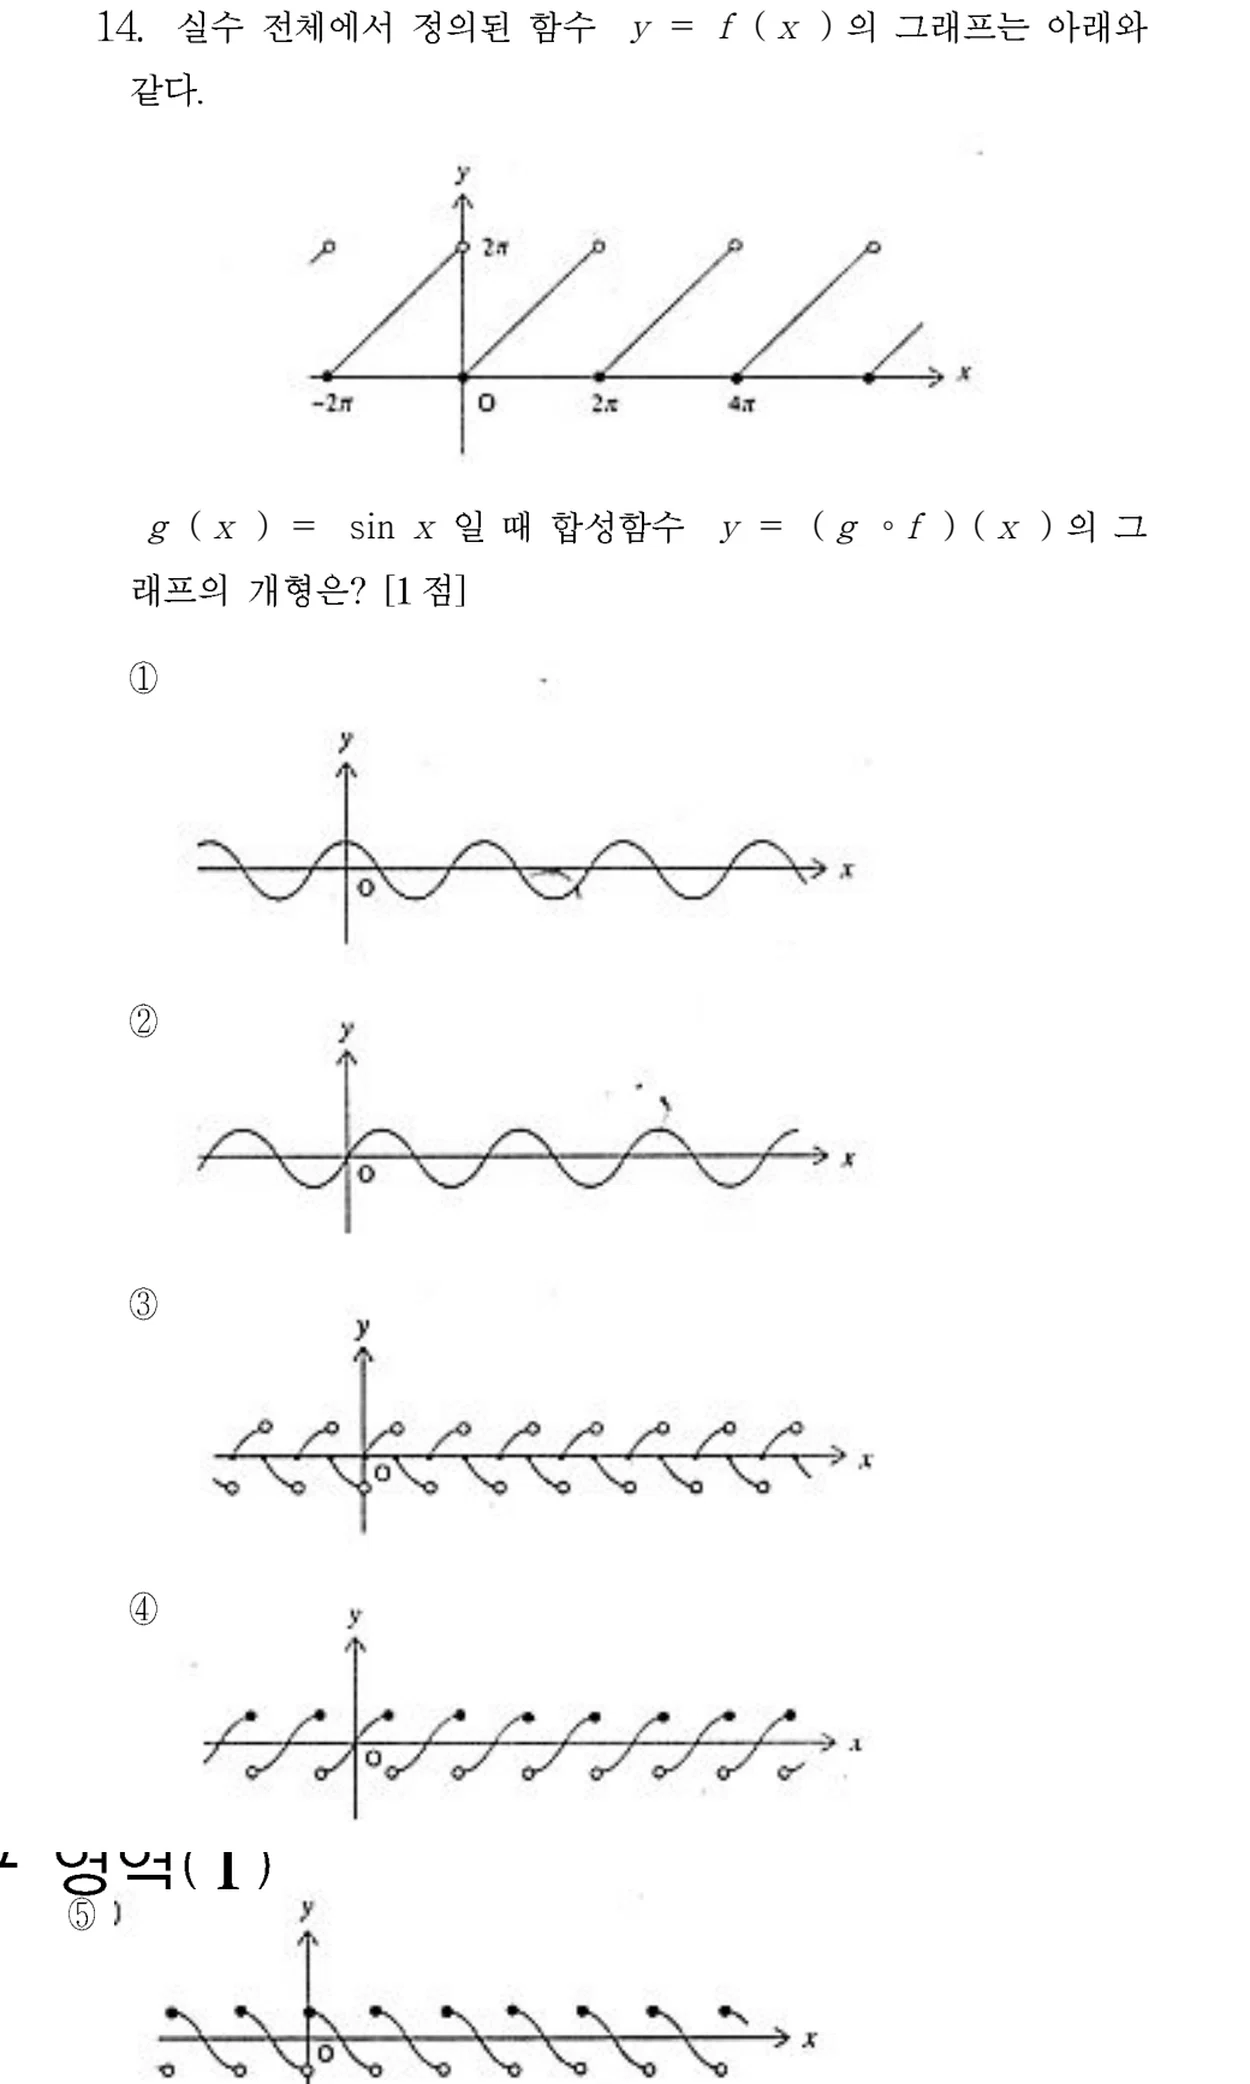 14. 실수 전체에서 정의된 함수 y = f ( x )의 그래프는 아래와
같다.
y
2π
x
-2π O 2π 4π
g ( x ) = sin x 일 때 합성함수 y = ( g ∘ f ) ( x )의 그
래프의 개형은? [1점]
①
y
x
O
②
y
x
O
③
y
x
O
④
y
x
O
영역(1)
⑤ )
y
x
O